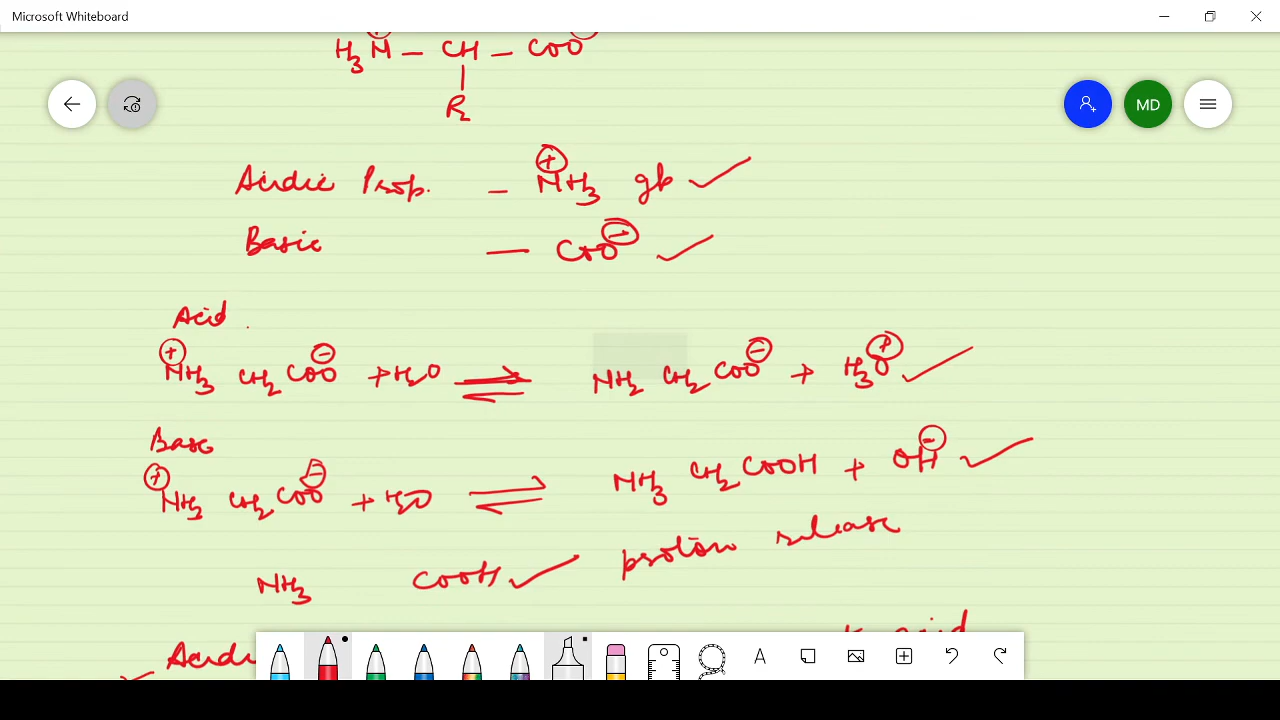 Microsoft Whiteboard
H₃N⊕ — CH — COO⊖
R
MD
Acidic Prop. — ⊕NH₃ gp ✓
Basic — COO⊖ ✓
Acid
⊕NH₃ CH₂ COO⊖ + H₂O ⇌ NH₂ CH₂ COO⊖ + H₃O⊕ ✓
Base
⊕NH₃ CH₂ COO⊖ + H₂O ⇌ NH₃ CH₂ COOH + OH⊖ ✓
NH₃ COOH ✓ proton release
acid
A